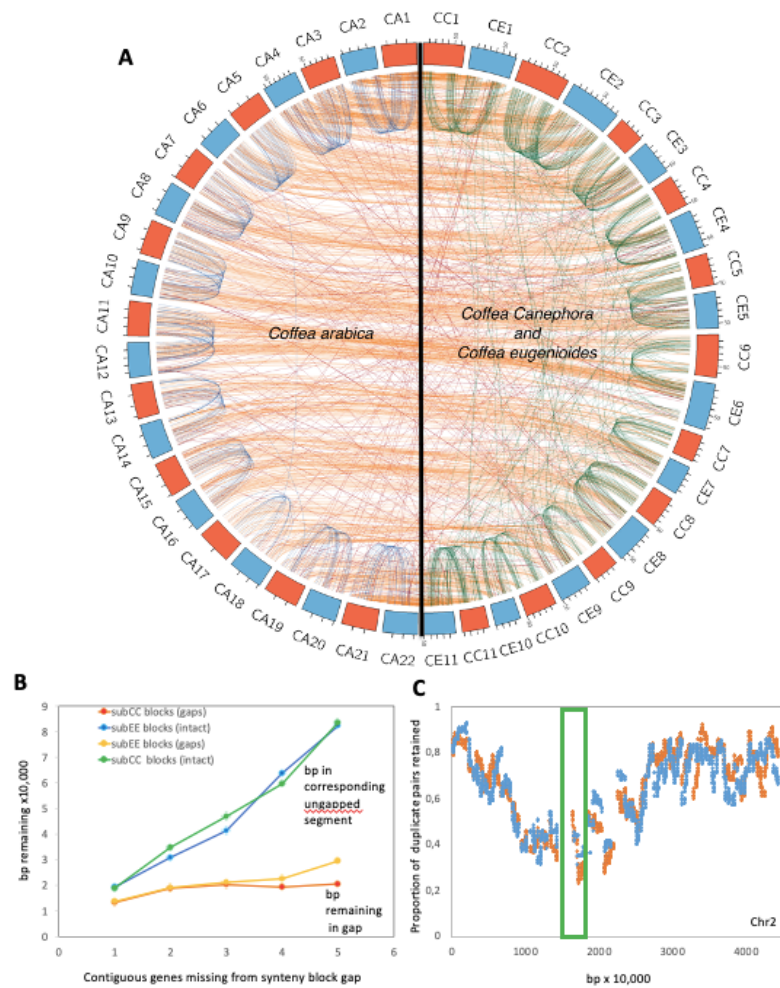 A
CA1
CC1
CA2
CE1
CA3
CC2
CA4
CE2
CA5
CC3
CA6
CE3
CA7
CC4
CA8
CE4
CA9
CC5
CA10
CE5
CA11
CC6
CA12
CE6
CA13
CC7
CA14
CE7
CA15
CC8
CA16
CE8
CA17
CC9
CA18
CE9
CA19
CC10
CA20
CE10
CA21
CC11
CA22
CE11
Coffea arabica
Coffea Canephora
and
Coffea eugenioides
B
subCC blocks (gaps)
subEE blocks (intact)
subEE blocks (gaps)
subCC blocks (intact)
bp in
corresponding
ungapped
segment
bp
remaining
in gap
bp remaining x10,000
9
8
7
6
5
4
3
2
1
0
0 1 2 3 4 5 6
Contiguous genes missing from synteny block gap
C
Proportion of duplicate pairs retained
1
0,8
0,6
0,4
0,2
0
0 1000 2000 3000 4000
Chr2
bp x 10,000